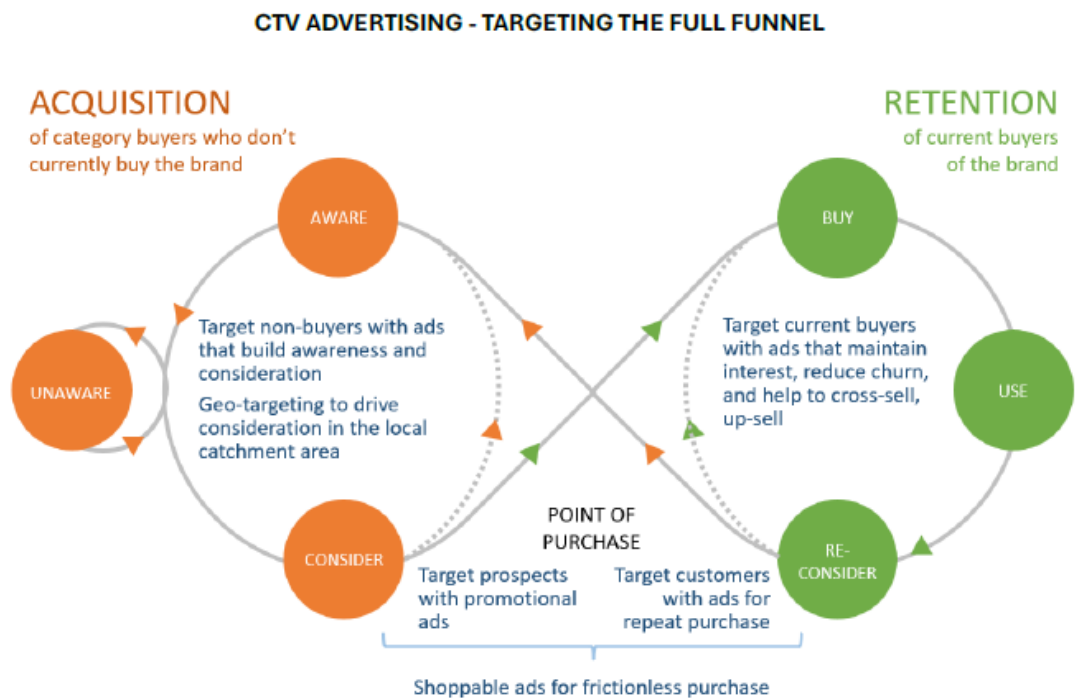 CTV ADVERTISING - TARGETING THE FULL FUNNEL
ACQUISITION
of category buyers who don't
currently buy the brand
RETENTION
of current buyers
of the brand
AWARE
BUY
UNAWARE
Target non-buyers with ads
that build awareness and
consideration
Geo-targeting to drive
consideration in the local
catchment area
Target current buyers
with ads that maintain
interest, reduce churn,
and help to cross-sell,
up-sell
USE
CONSIDER
POINT OF
PURCHASE
RE-
CONSIDER
Target prospects
with promotional
ads
Target customers
with ads for
repeat purchase
Shoppable ads for frictionless purchase